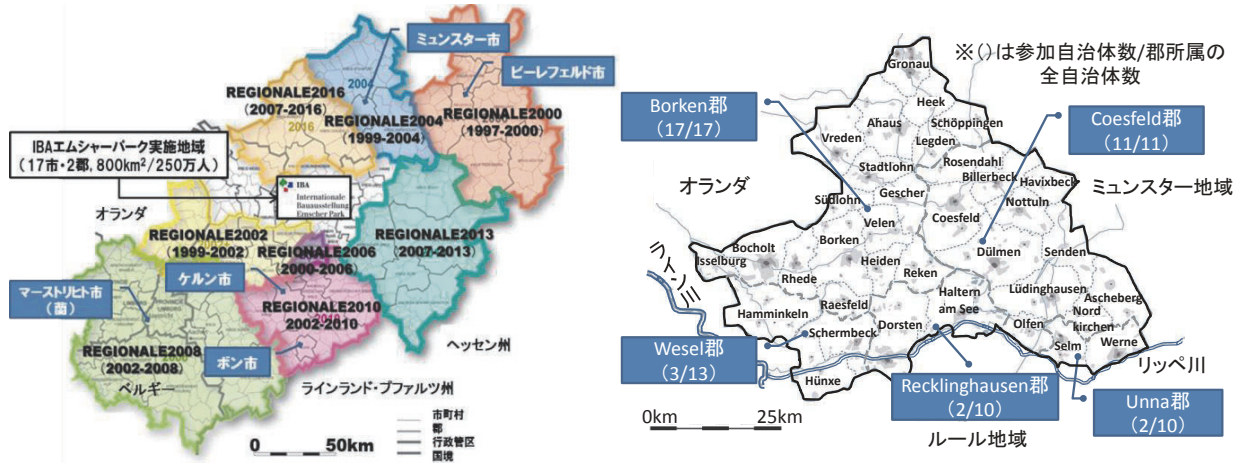 ミュンスター市
ビーレフェルド市
REGIONALE2016
(2007-2016)
2016
2004
REGIONALE2004
(1999-2004)
REGIONALE2000
(1997-2000)
IBAエムシャーパーク実施地域
(17市・2郡, 800km²/250万人)
IBA
Internationale
Bauausstellung
Emscher Park
オランダ
REGIONALE2002
(1999-2002)
REGIONALE2006
(2000-2006)
REGIONALE2013
(2007-2013)
ケルン市
マーストリヒト市
(蘭)
REGIONALE2010
2002-2010)
REGIONALE2008
(2002-2008)
ベルギー
ボン市
ヘッセン州
ラインランド・プファルツ州
市町村
郡
行政管区
国境
0 50km
※()は参加自治体数/郡所属の
全自治体数
Borken郡
(17/17)
Coesfeld郡
(11/11)
オランダ
ミュンスター地域
ライン川
Gronau
Heek
Ahaus
Schöppingen
Vreden
Legden
Stadtlohn
Rosendahl
Billerbeck
Havixbeck
Gescher
Nottuln
Südlohn
Velen
Coesfeld
Borken
Dülmen
Senden
Bocholt
Isselburg
Heiden
Rhede
Reken
Lüdinghausen
Raesfeld
Haltern
am See
Ascheberg
Hamminkeln
Nord
kirchen
Schermbeck
Dorsten
Olfen
Selm
Werne
Hünxe
Wesel郡
(3/13)
Recklinghausen郡
(2/10)
Unna郡
(2/10)
リッペ川
ルール地域
0km 25km